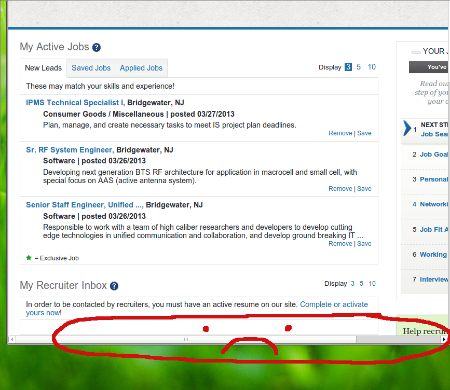 My Active Jobs ?
New Leads Saved Jobs Applied Jobs Display 3 5 10
These may match your skills and experience!
IPMS Technical Specialist I, Bridgewater, NJ
Consumer Goods / Miscellaneous | posted 03/27/2013
Plan, manage, and create necessary tasks to meet IS project plan deadlines.
Remove | Save
Sr. RF System Engineer, Bridgewater, NJ
Software | posted 03/26/2013
Developing next generation BTS RF architecture for application in macrocell and small cell, with
special focus on AAS (active antenna system).
Remove | Save
Senior Staff Engineer, Unified ..., Bridgewater, NJ
Software | posted 03/26/2013
Responsible to work with a team of high caliber researchers and developers to develop cutting
edge technologies in unified communication and collaboration, and develop ground breaking IT ...
Remove | Save
– Exclusive Job
My Recruiter Inbox ?
Display 3 5 10
In order to be contacted by recruiters, you must have an active resume on our site. Complete or activate
yours now!
YOUR J
You've
Read ou
step of you
your c
1 NEXT STE
Job Sear
2 Job Goal
3 Personal
4 Networki
5 Job Fit A
6 Working
7 Interview
Help recrui